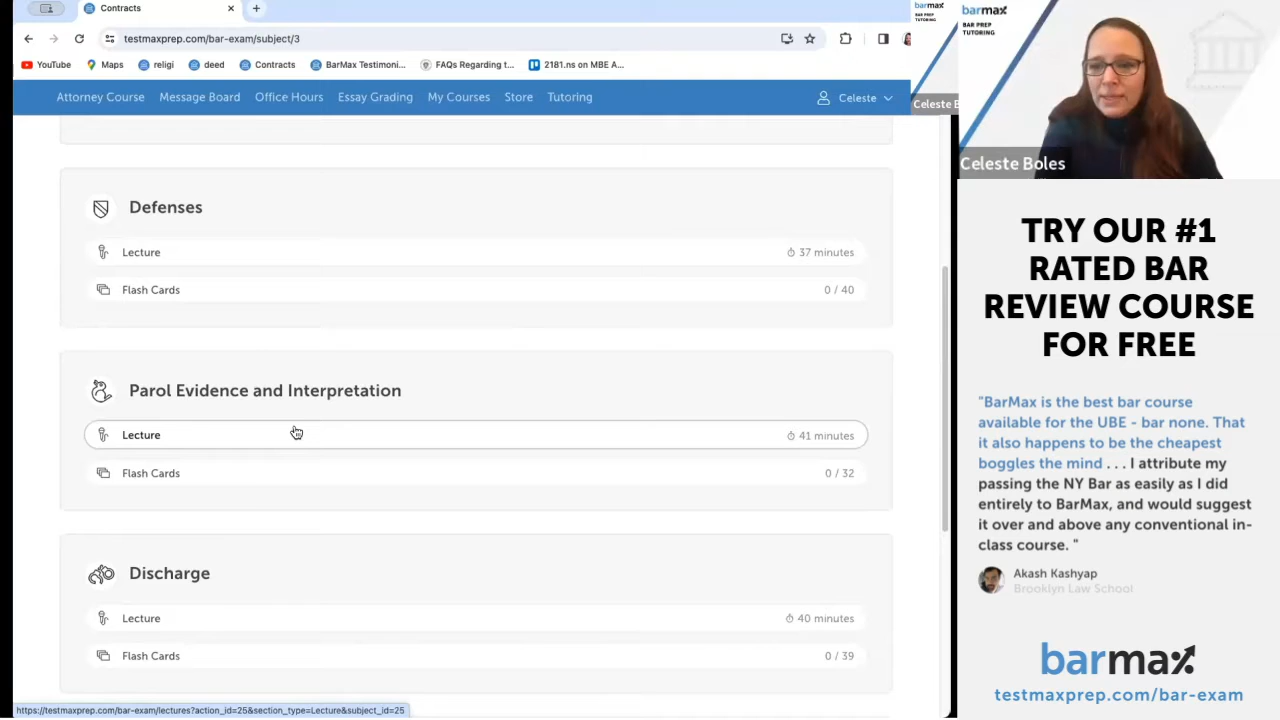 Contracts
testmaxprep.com/bar-exam/subjects/3
YouTube
Maps
religi
deed
Contracts
BarMax Testimoni...
FAQs Regarding t...
2181.ns on MBE A...
Attorney Course
Message Board
Office Hours
Essay Grading
My Courses
Store
Tutoring
Celeste
Defenses
Lecture
37 minutes
Flash Cards
0 / 40
Parol Evidence and Interpretation
Lecture
41 minutes
Flash Cards
0 / 32
Discharge
Lecture
40 minutes
Flash Cards
0 / 39
https://testmaxprep.com/bar-exam/lectures?action_id=25&section_type=Lecture&subject_id=25
barmax
BAR PREP
TUTORING
Celeste B
barmax
BAR PREP
TUTORING
Celeste Boles
TRY OUR #1
RATED BAR
REVIEW COURSE
FOR FREE
"BarMax is the best bar course
available for the UBE - bar none. That
it also happens to be the cheapest
boggles the mind . . . I attribute my
passing the NY Bar as easily as I did
entirely to BarMax, and would suggest
it over and above any conventional in-
class course. "
Akash Kashyap
Brooklyn Law School
barmax
testmaxprep.com/bar-exam